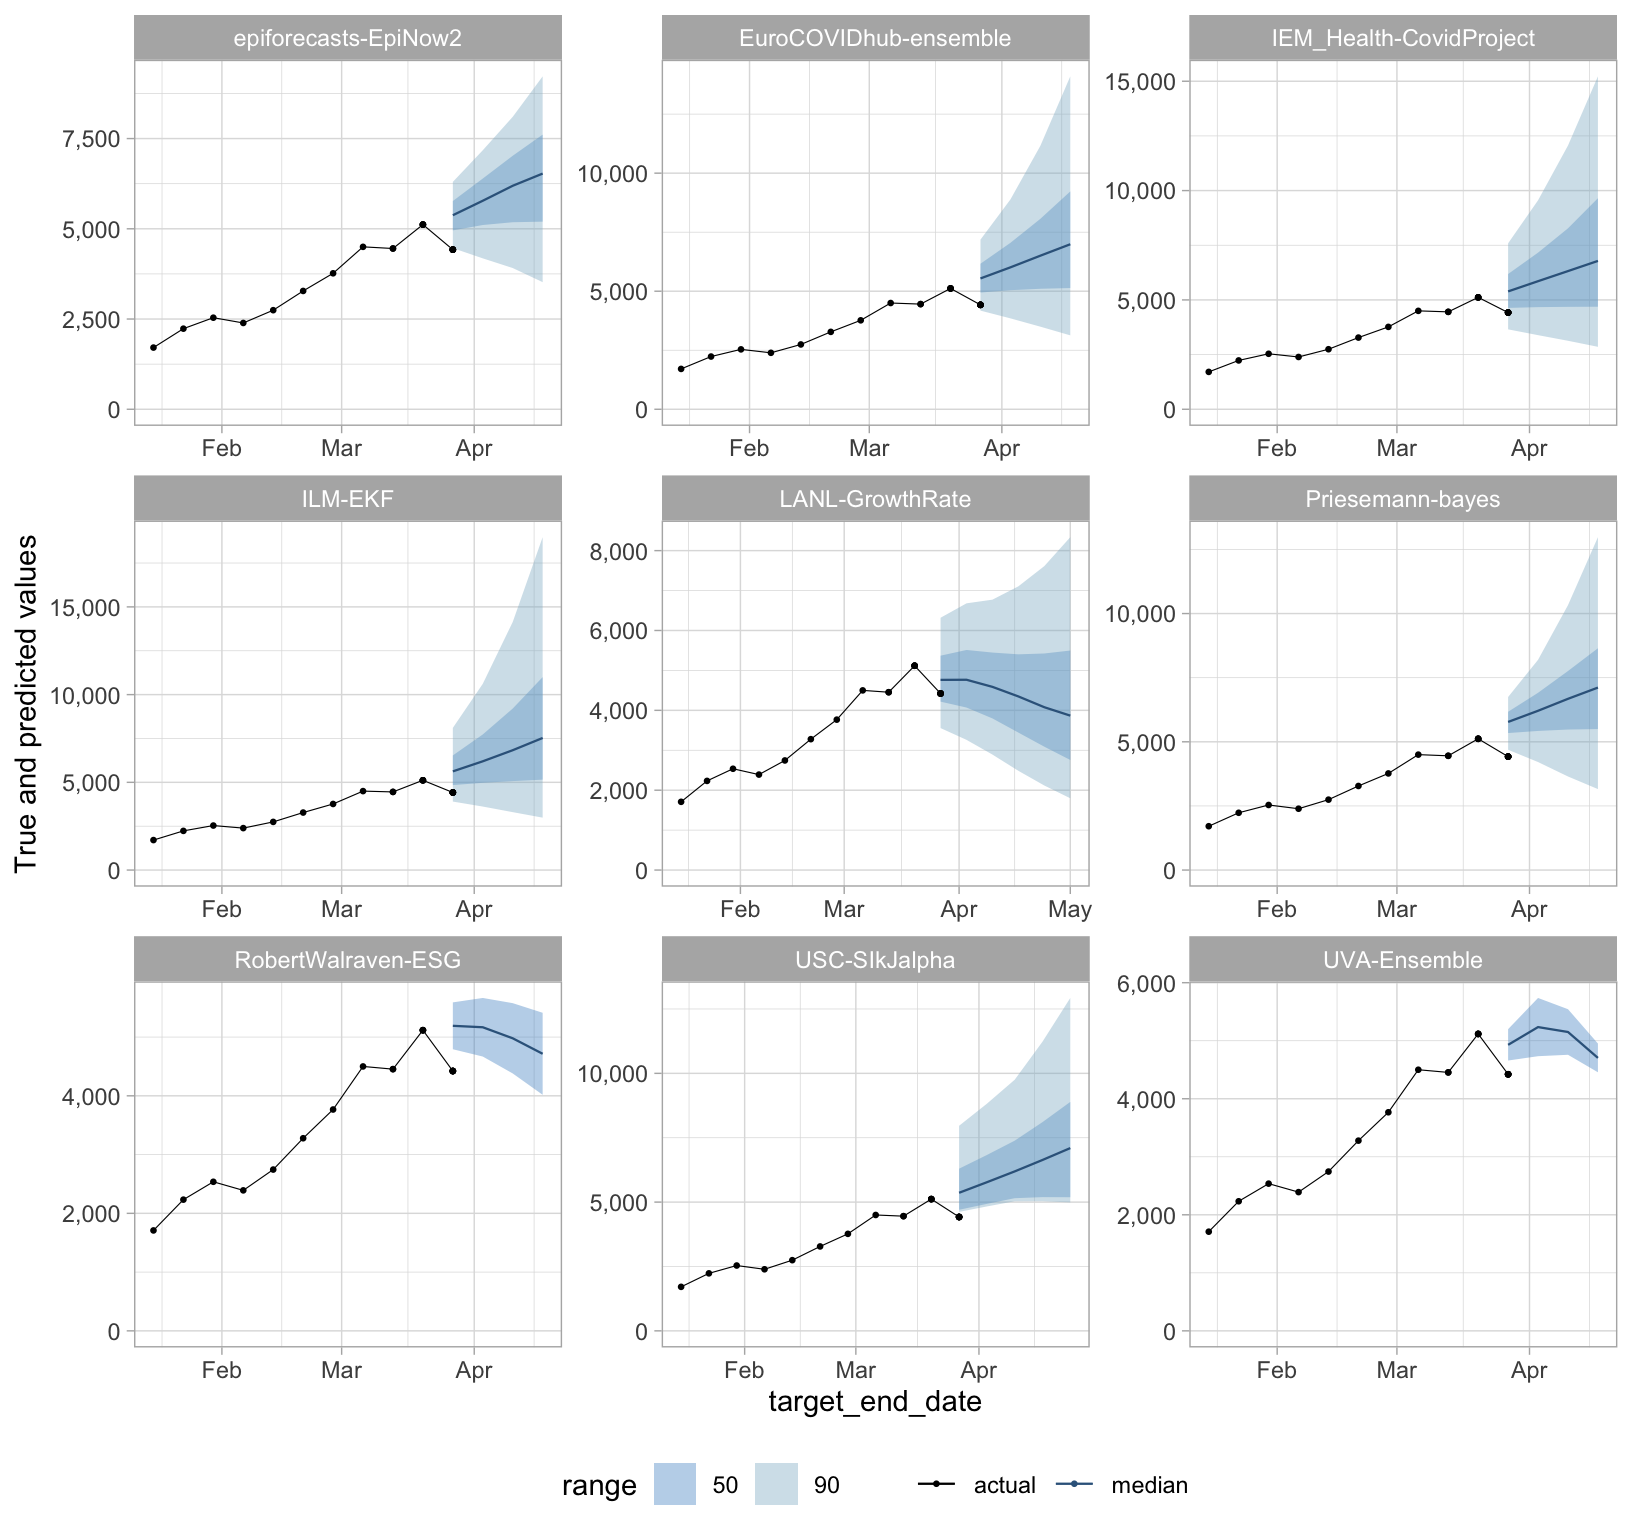 epiforecasts-EpiNow2
EuroCOVIDhub-ensemble
IEM_Health-CovidProject
7,500
5,000
2,500
0
10,000
5,000
0
15,000
10,000
5,000
0
Feb Mar Apr
Feb Mar Apr
Feb Mar Apr
True and predicted values
ILM-EKF
LANL-GrowthRate
Priesemann-bayes
15,000
10,000
5,000
0
8,000
6,000
4,000
2,000
0
10,000
5,000
0
Feb Mar Apr
Feb Mar Apr May
Feb Mar Apr
RobertWalraven-ESG
USC-SIkJalpha
UVA-Ensemble
4,000
2,000
0
10,000
5,000
0
6,000
4,000
2,000
0
Feb Mar Apr
Feb Mar Apr
Feb Mar Apr
target_end_date
range 50 90 actual median